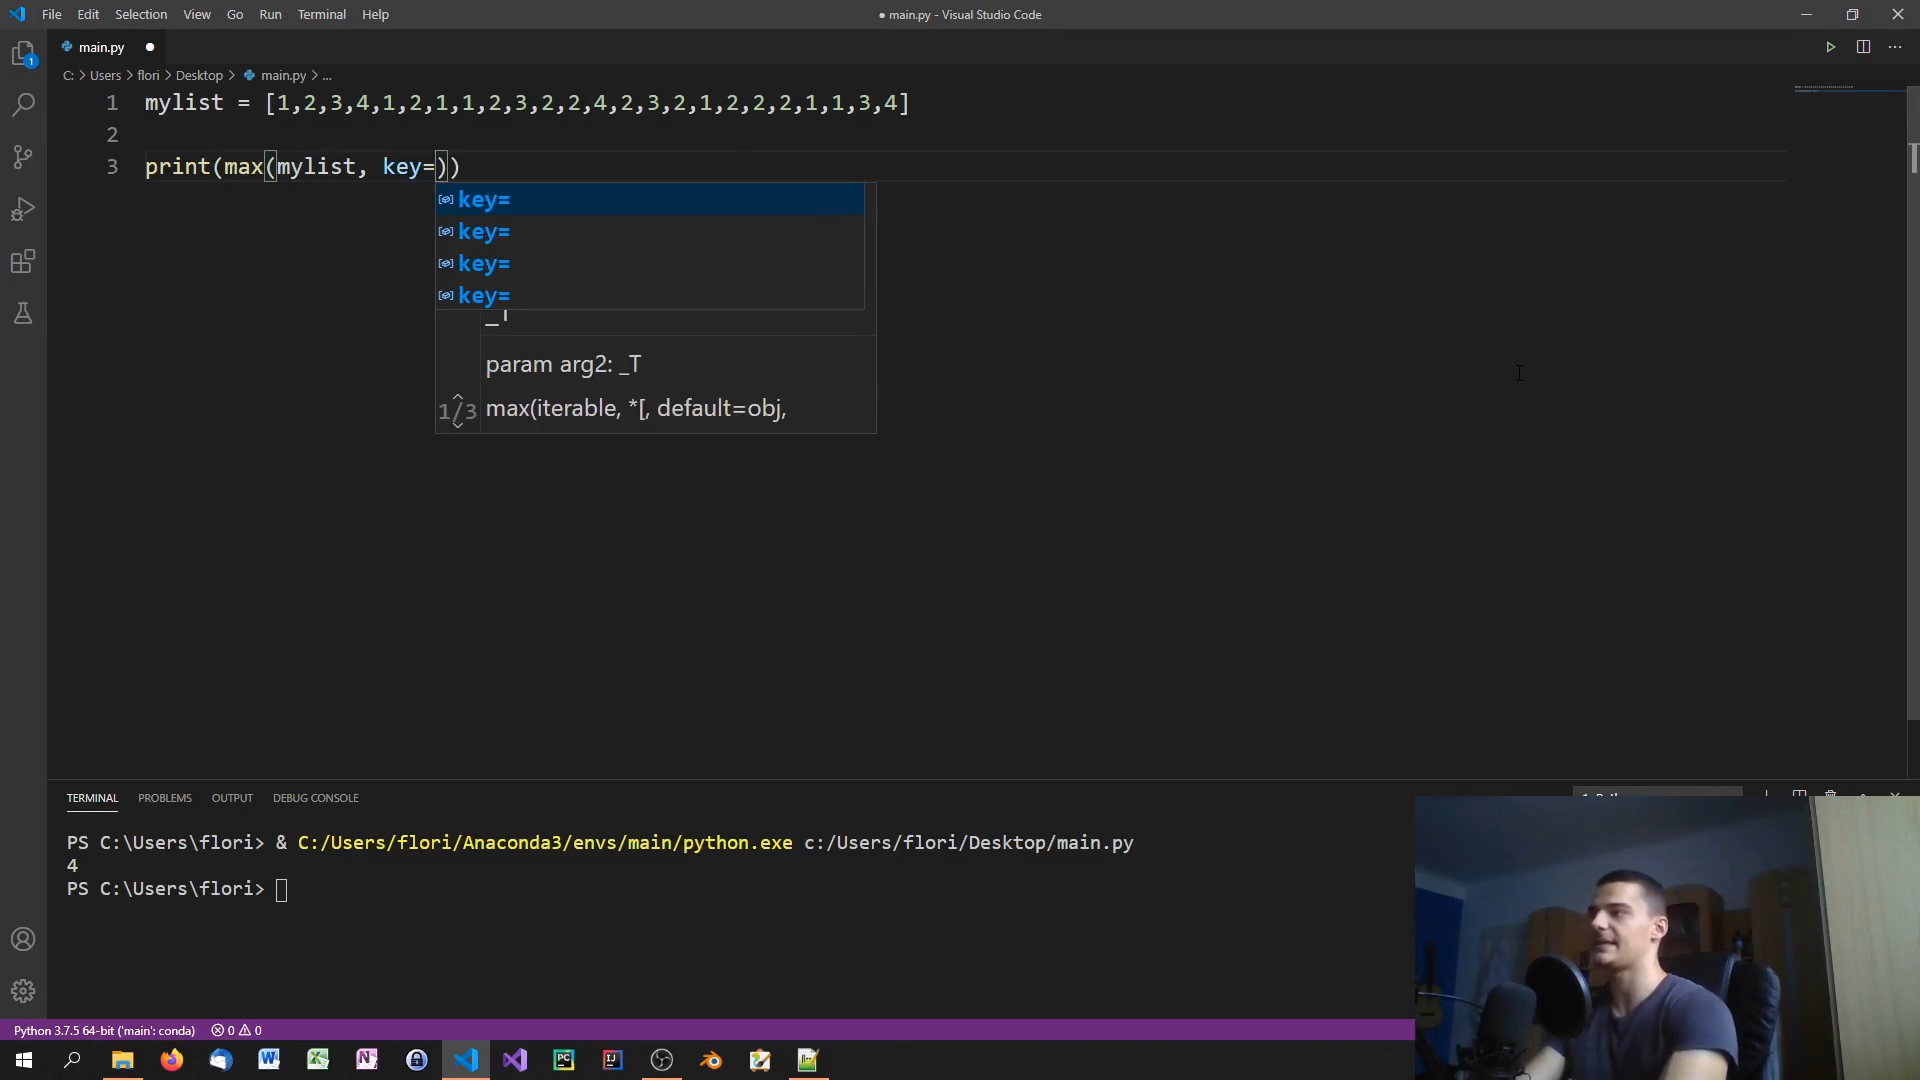 File Edit Selection View Go Run Terminal Help
● main.py - Visual Studio Code
main.py
C: > Users > flori > Desktop > main.py > ...
1 mylist = [1,2,3,4,1,2,1,1,2,3,2,2,4,2,3,2,1,2,2,2,1,1,3,4]
2
3 print(max(mylist, key=))
key=
key=
key=
key=
_T
param arg2: _T
1/3 max(iterable, *[, default=obj,
TERMINAL PROBLEMS OUTPUT DEBUG CONSOLE
PS C:\Users\flori> & C:/Users/flori/Anaconda3/envs/main/python.exe c:/Users/flori/Desktop/main.py
4
PS C:\Users\flori>
Python 3.7.5 64-bit ('main': conda) 0 0